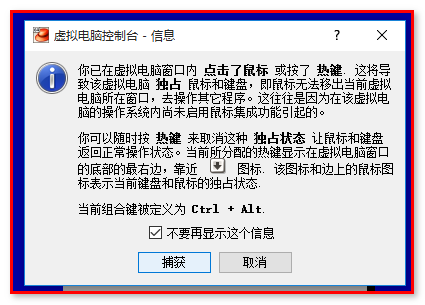 虚拟电脑控制台 - 信息
你已在虚拟电脑窗口内 点击了鼠标 或按了 热键. 这将导
致该虚拟电脑 独占 鼠标和键盘，即鼠标无法移出当前虚拟
电脑所在窗口，去操作其它程序。这往往是因为在该虚拟电脑
的操作系统内尚未启用鼠标集成功能引起的。
你可以随时按 热键 来取消这种 独占状态 让鼠标和键盘
返回正常操作状态。当前所分配的热键显示在虚拟电脑窗口
的底部的最右边，靠近 图标. 该图标和边上的鼠标图
标表示当前键盘和鼠标的独占状态.
当前组合键被定义为 Ctrl + Alt.
不要再显示这个信息
捕获 取消